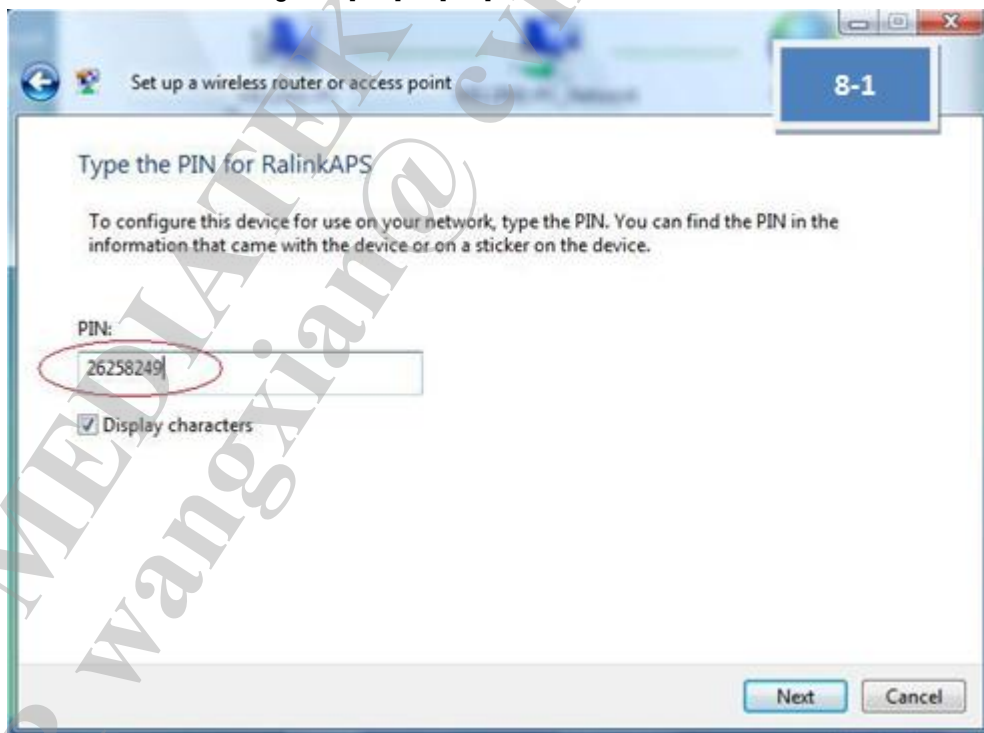 Set up a wireless router or access point
8-1
Type the PIN for RalinkAPS
To configure this device for use on your network, type the PIN. You can find the PIN in the
information that came with the device or on a sticker on the device.
PIN:
26258249
Display characters
Next
Cancel
MEDIATEK
wangxian@